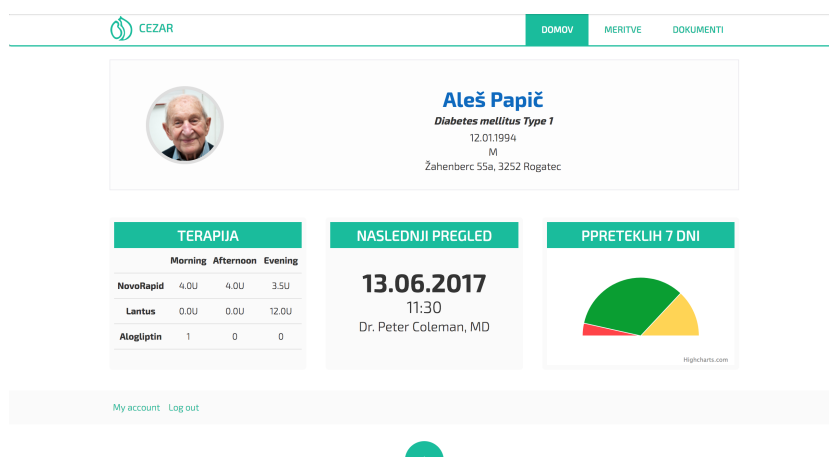 CEZAR
DOMOV MERITVE DOKUMENTI
Aleš Papič
Diabetes mellitus Type 1
12.01.1994
M
Žahenberc 55a, 3252 Rogatec
TERAPIJA
Morning Afternoon Evening
NovoRapid 4.0U 4.0U 3.5U
Lantus 0.0U 0.0U 12.0U
Alogliptin 1 0 0
NASLEDNJI PREGLED
13.06.2017
11:30
Dr. Peter Coleman, MD
PPRETEKLIH 7 DNI
Highcharts.com
My account Log out